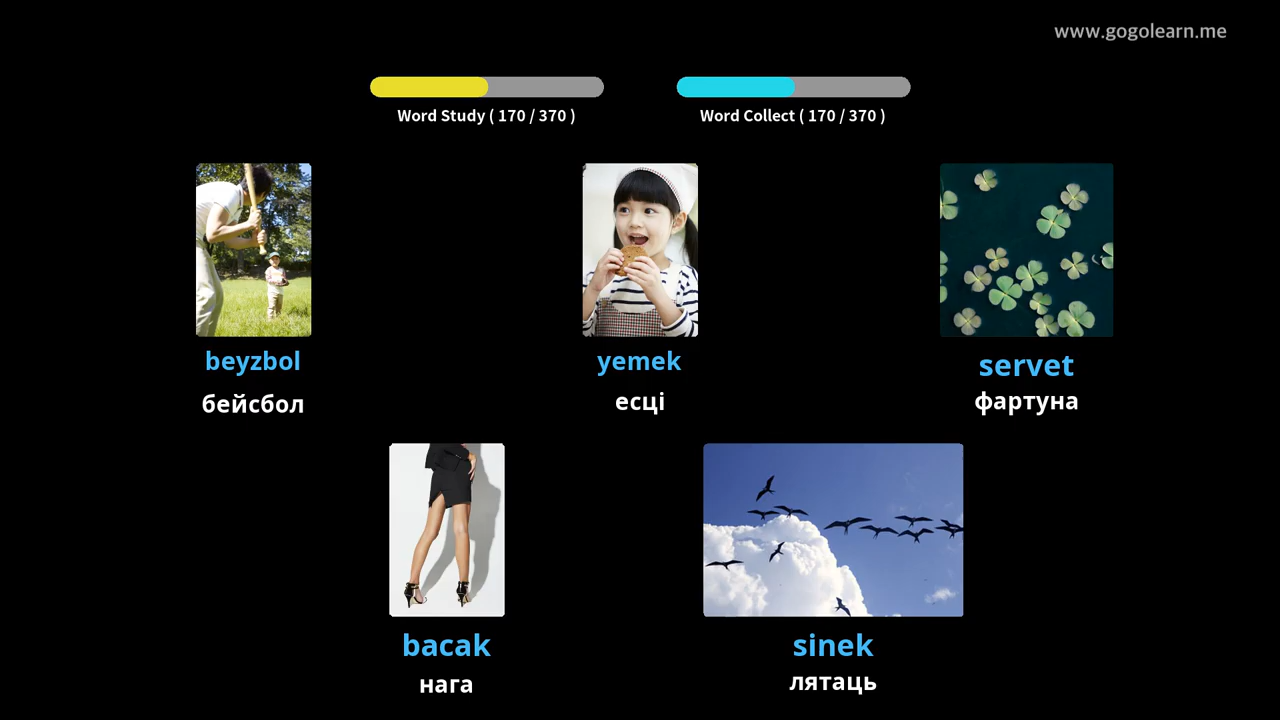 www.gogolearn.me
Word Study ( 170 / 370 )
Word Collect ( 170 / 370 )
beyzbol
бейсбол
yemek
есці
servet
фартуна
bacak
нага
sinek
лятаць